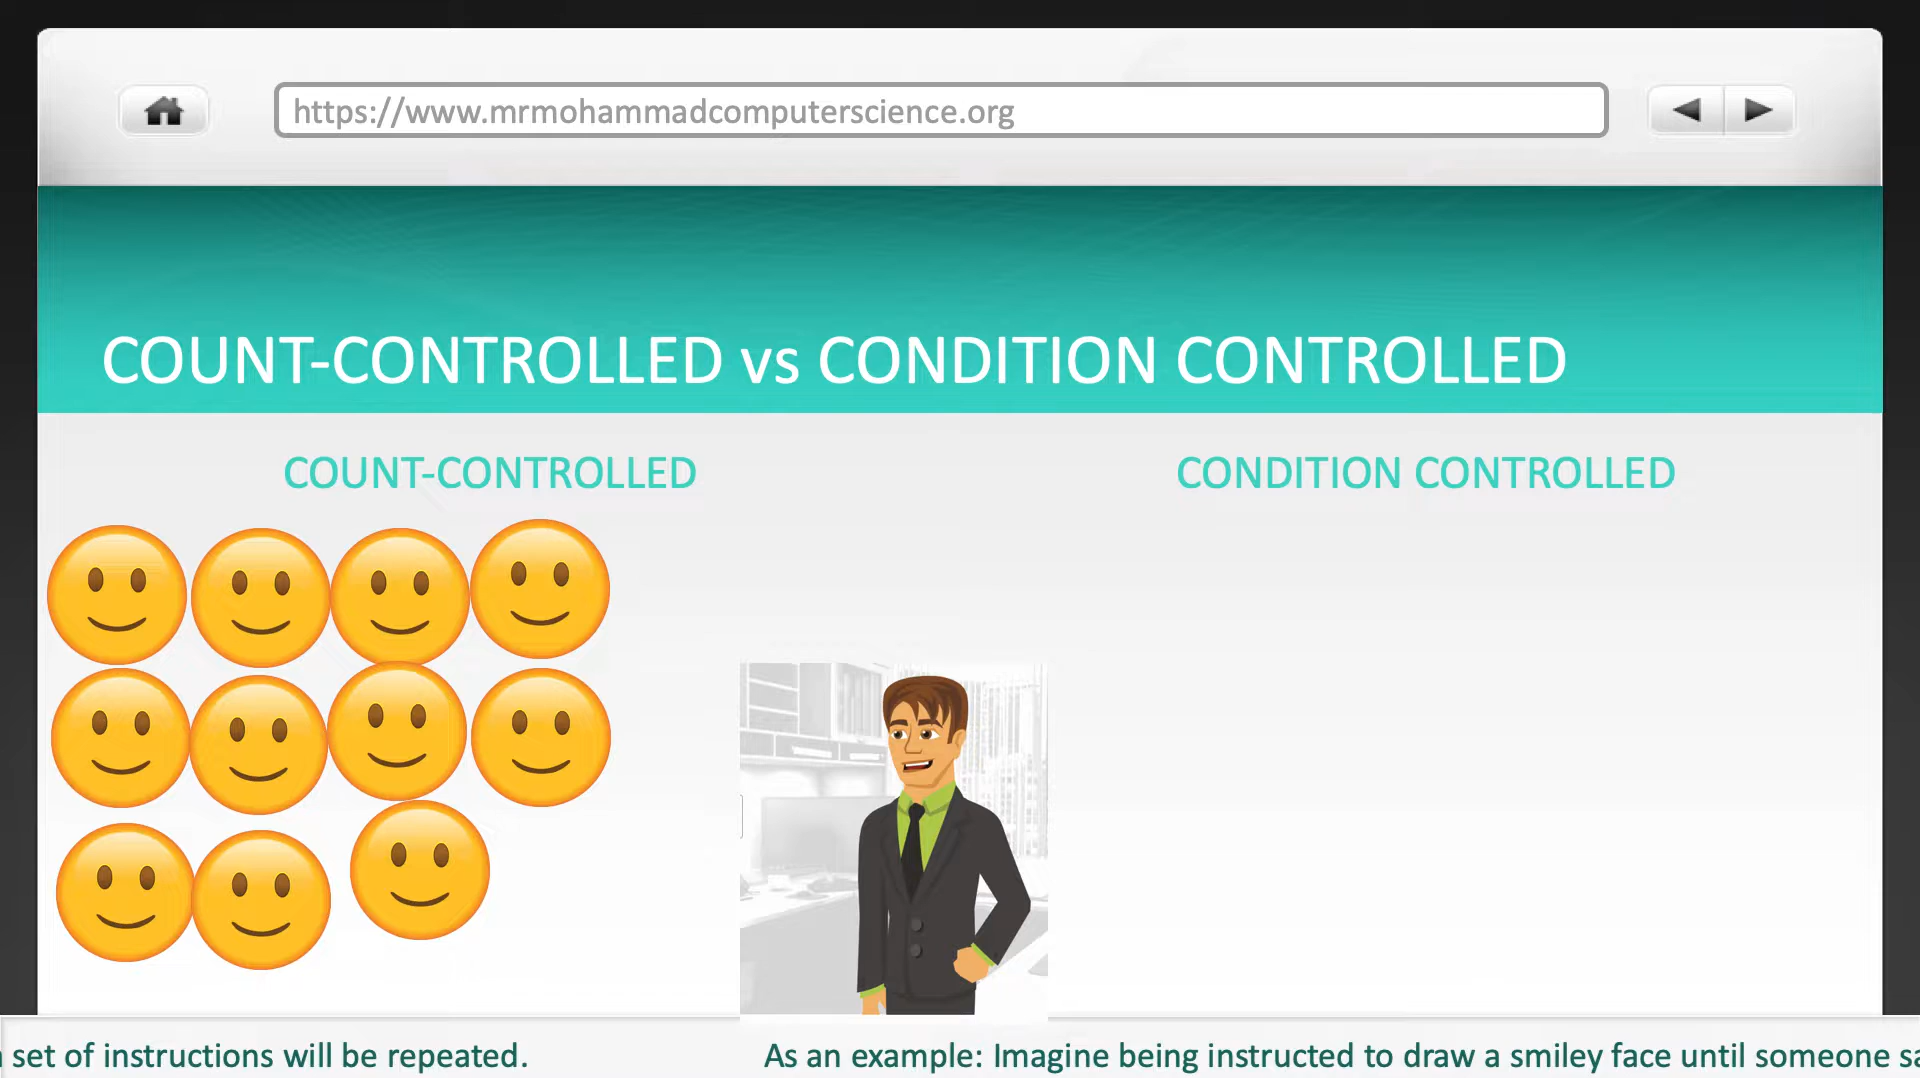 https://www.mrmohammadcomputerscience.org
COUNT-CONTROLLED vs CONDITION CONTROLLED
COUNT-CONTROLLED
CONDITION CONTROLLED
set of instructions will be repeated.
As an example: Imagine being instructed to draw a smiley face until someone